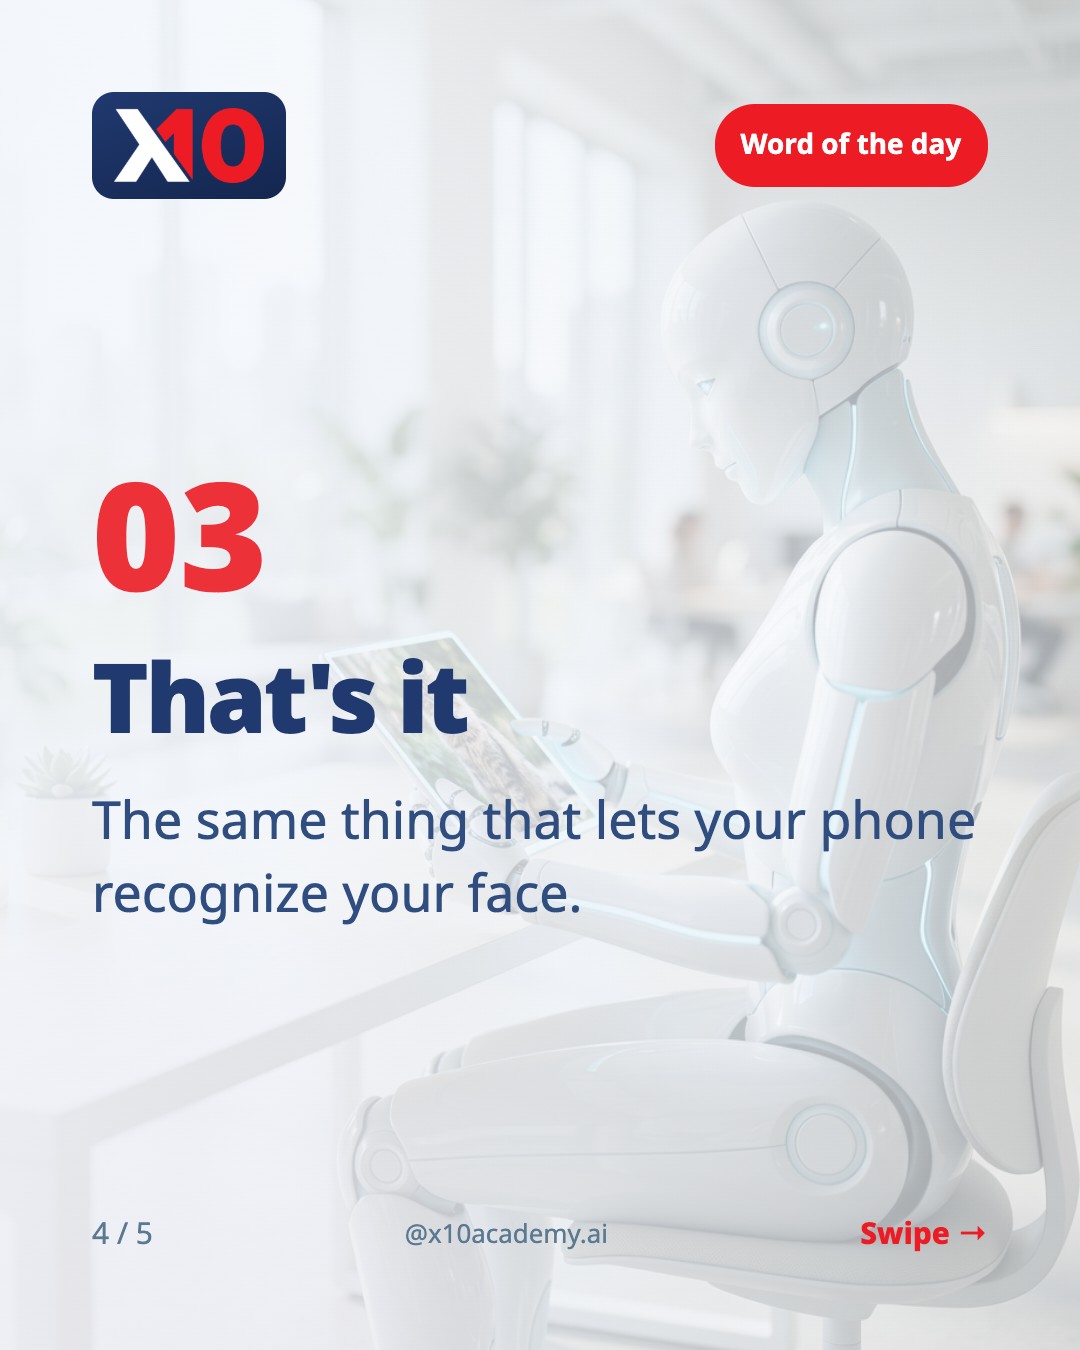 X10
Word of the day
03
That's it
The same thing that lets your phone
recognize your face.
4 / 5
@x10academy.ai
Swipe →